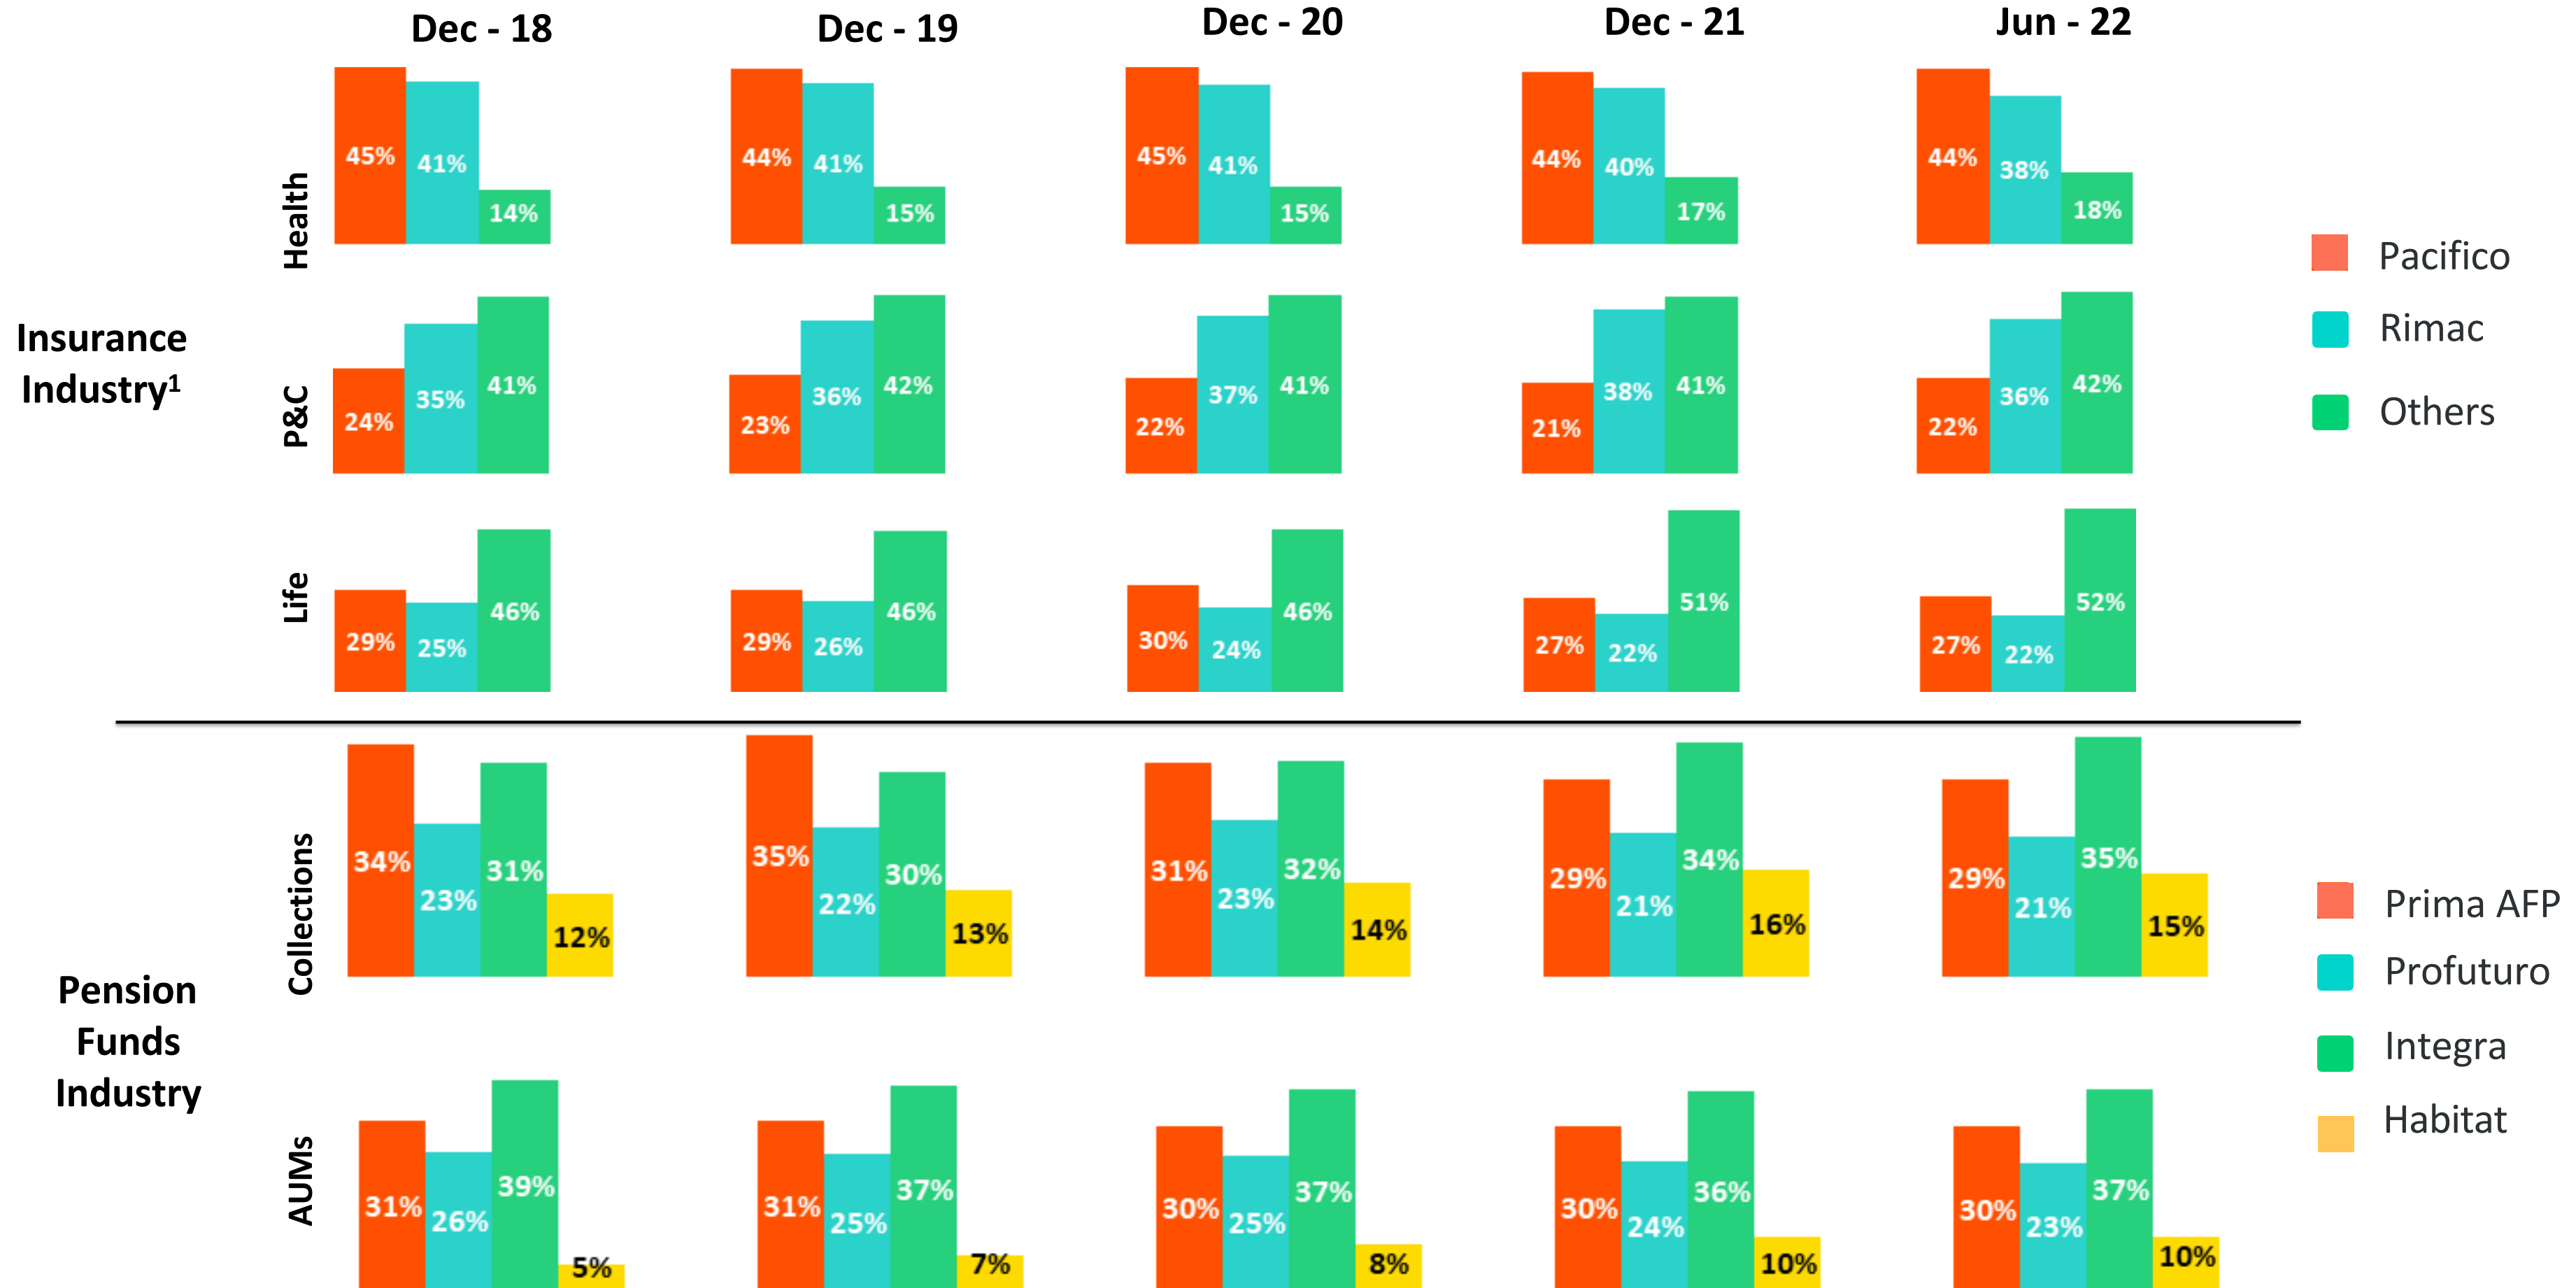 Dec - 18
Dec - 19
Dec - 20
Dec - 21
Jun - 22
Insurance
Industry¹
Health
45% 41% 14%
44% 41% 15%
45% 41% 15%
44% 40% 17%
44% 38% 18%
P&C
24% 35% 41%
23% 36% 42%
22% 37% 41%
21% 38% 41%
22% 36% 42%
Life
29% 25% 46%
29% 26% 46%
30% 24% 46%
27% 22% 51%
27% 22% 52%
Pacifico
Rimac
Others
Pension
Funds
Industry
Collections
34% 23% 31% 12%
35% 22% 30% 13%
31% 23% 32% 14%
29% 21% 34% 16%
29% 21% 35% 15%
AUMs
31% 26% 39% 5%
31% 25% 37% 7%
30% 25% 37% 8%
30% 24% 36% 10%
30% 23% 37% 10%
Prima AFP
Profuturo
Integra
Habitat